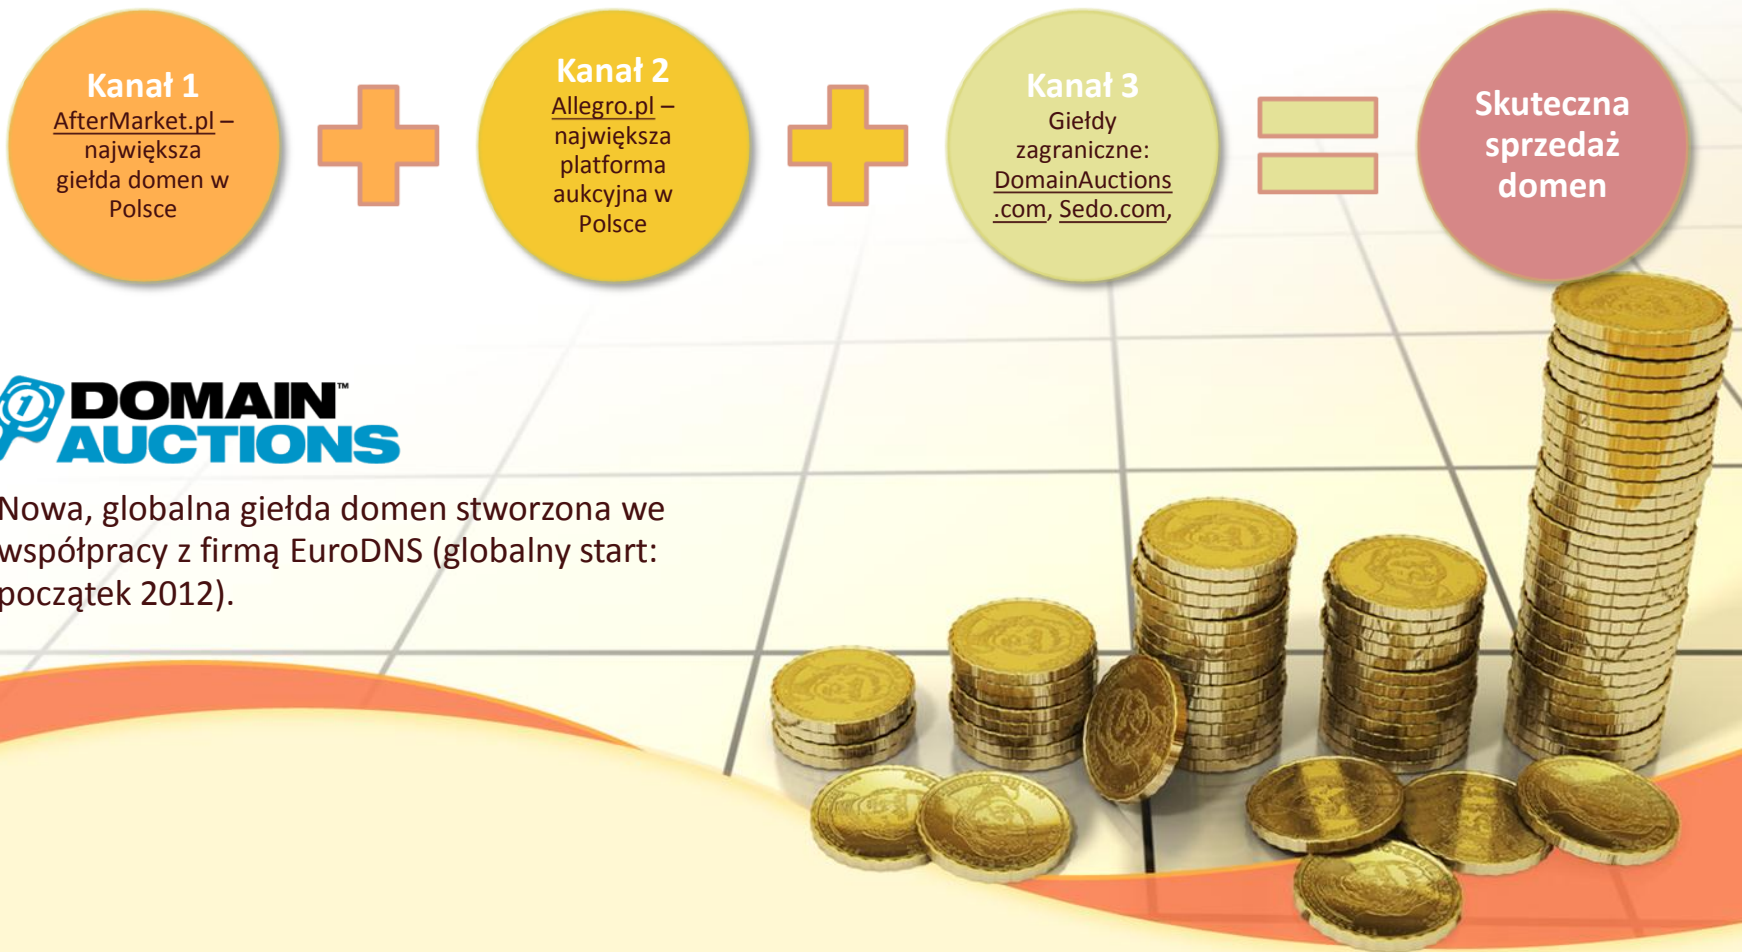 Kanał 1
AfterMarket.pl –
największa
giełda domen w
Polsce
Kanał 2
Allegro.pl –
największa
platforma
aukcyjna w
Polsce
Kanał 3
Giełdy
zagraniczne:
DomainAuctions
.com, Sedo.com,
Skuteczna
sprzedaż
domen
1
DOMAIN™
AUCTIONS
Nowa, globalna giełda domen stworzona we
współpracy z firmą EuroDNS (globalny start:
początek 2012).